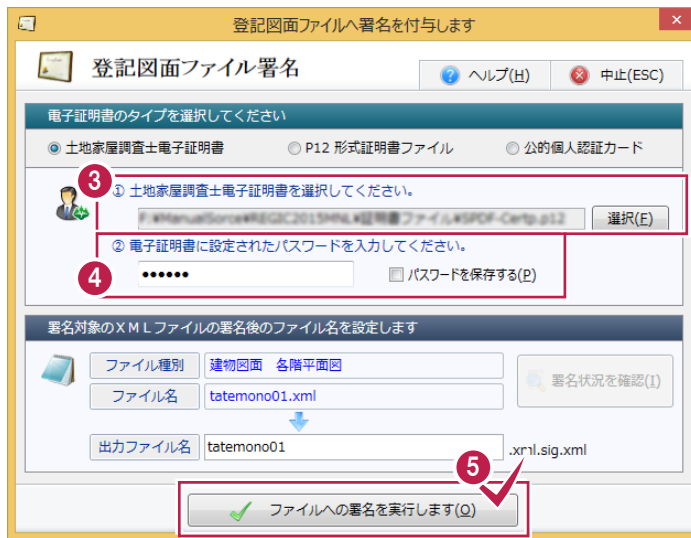 登記図面ファイルへ署名を付与します
登記図面ファイル署名
ヘルプ(H)
中止(ESC)
電子証明書のタイプを選択してください
土地家屋調査士電子証明書
P12 形式証明書ファイル
公的個人認証カード
3
① 土地家屋調査士電子証明書を選択してください。
選択(F)
② 電子証明書に設定されたパスワードを入力してください。
4
••••••
パスワードを保存する(P)
署名対象のXMLファイルの署名後のファイル名を設定します
ファイル種別
建物図面 各階平面図
署名状況を確認(I)
ファイル名
tatemono01.xml
出力ファイル名
tatemono01
.xml.sig.xml
5
ファイルへの署名を実行します(O)